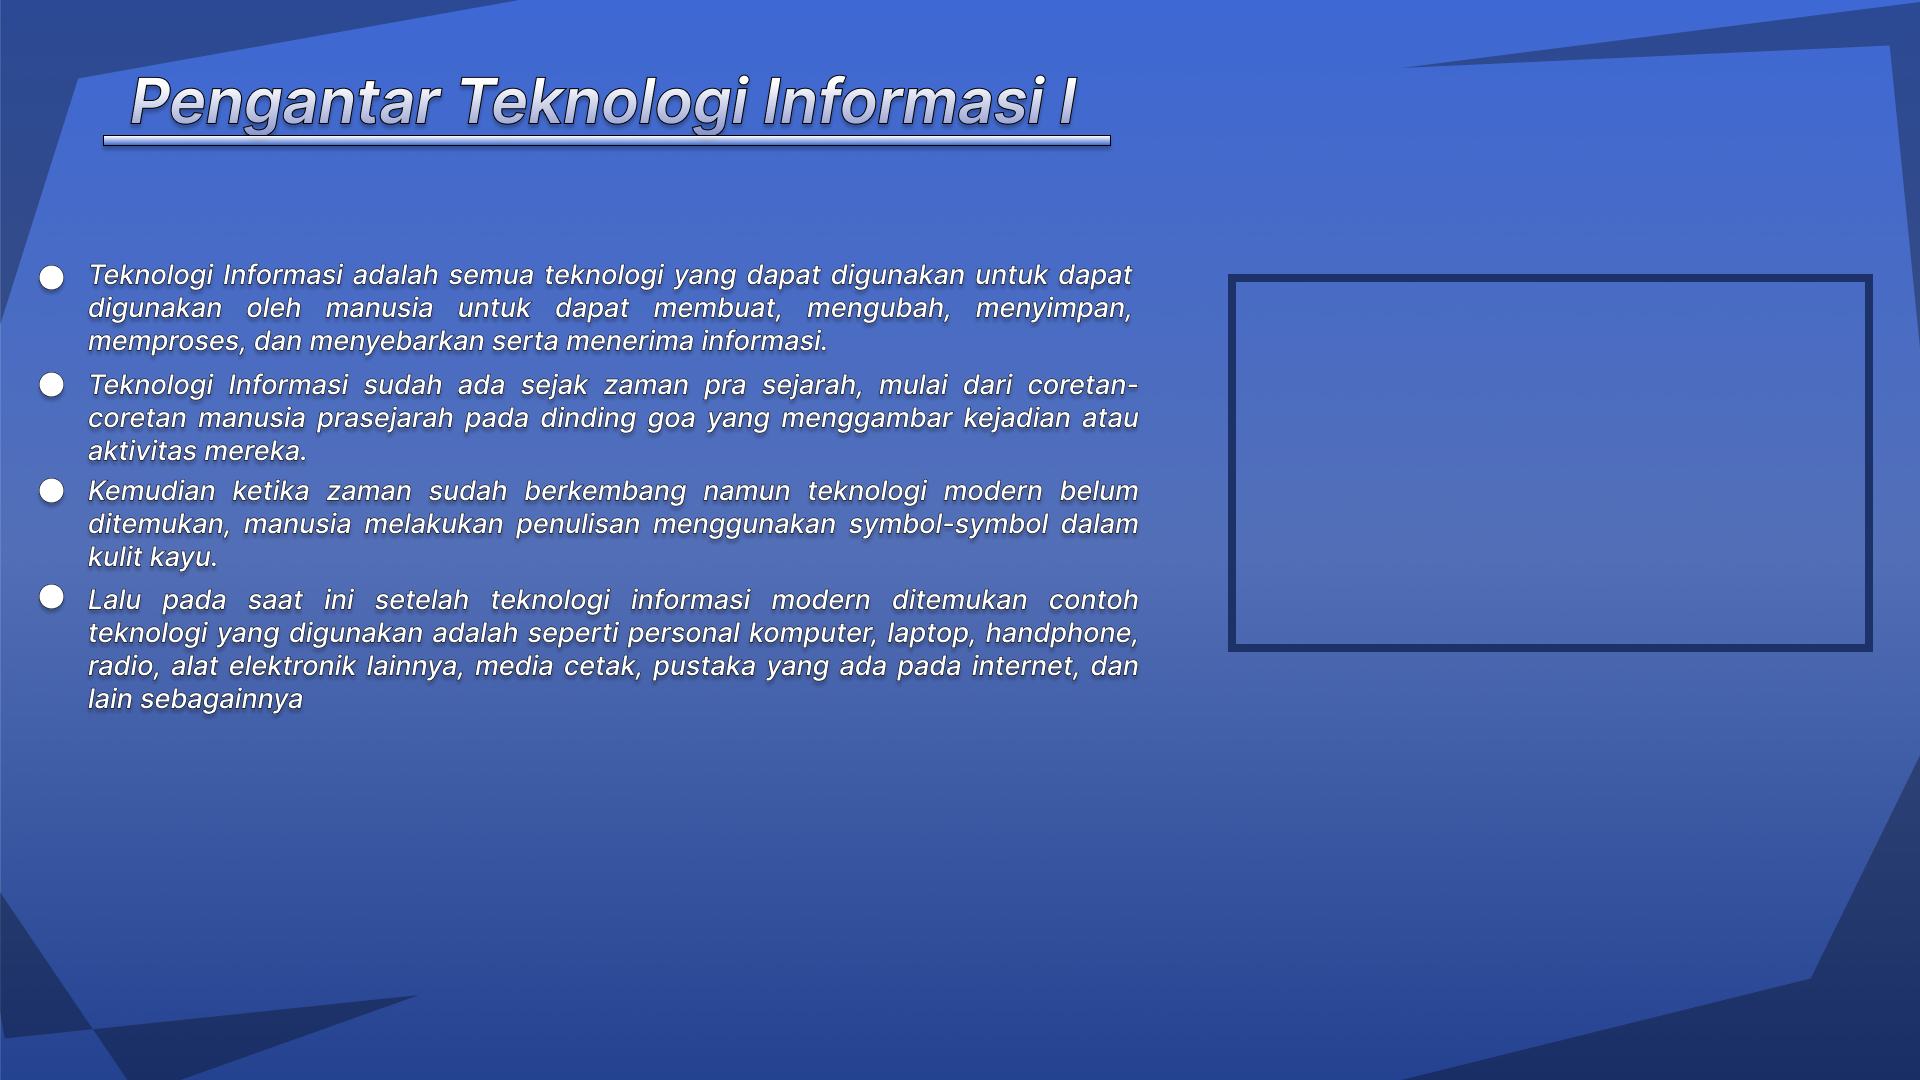 Pengantar Teknologi Informasi I
Teknologi Informasi adalah semua teknologi yang dapat digunakan untuk dapat
digunakan oleh manusia untuk dapat membuat, mengubah, menyimpan,
memproses, dan menyebarkan serta menerima informasi.
Teknologi Informasi sudah ada sejak zaman pra sejarah, mulai dari coretan-
coretan manusia prasejarah pada dinding goa yang menggambar kejadian atau
aktivitas mereka.
Kemudian ketika zaman sudah berkembang namun teknologi modern belum
ditemukan, manusia melakukan penulisan menggunakan symbol-symbol dalam
kulit kayu.
Lalu pada saat ini setelah teknologi informasi modern ditemukan contoh
teknologi yang digunakan adalah seperti personal komputer, laptop, handphone,
radio, alat elektronik lainnya, media cetak, pustaka yang ada pada internet, dan
lain sebagainnya